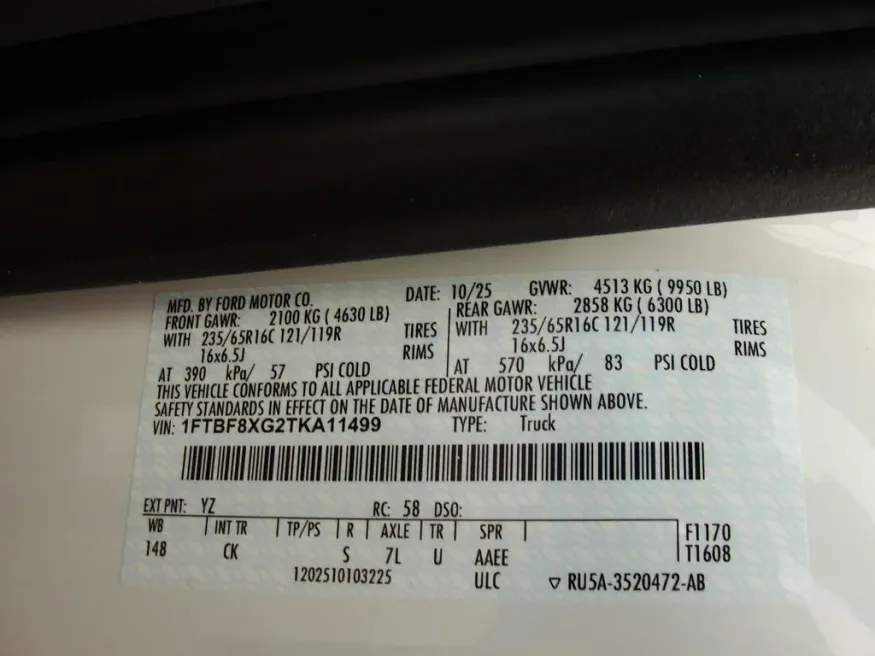 MFD. BY FORD MOTOR CO. DATE: 10/25 GVWR: 4513 KG ( 9950 LB)
FRONT GAWR: 2100 KG ( 4630 LB) REAR GAWR: 2858 KG ( 6300 LB)
WITH 235/65R16C 121/119R TIRES WITH 235/65R16C 121/119R TIRES
16x6.5J RIMS 16x6.5J RIMS
AT 390 kPa/ 57 PSI COLD AT 570 kPa/ 83 PSI COLD
THIS VEHICLE CONFORMS TO ALL APPLICABLE FEDERAL MOTOR VEHICLE
SAFETY STANDARDS IN EFFECT ON THE DATE OF MANUFACTURE SHOWN ABOVE.
VIN: 1FTBF8XG2TKA11499 TYPE: Truck
EXT PNT: YZ RC: 58 DSO:
WB INT TR TP/PS R AXLE TR SPR F1170
148 CK S 7L U AAEE T1608
1202510103225 ULC ▽ RU5A-3520472-AB